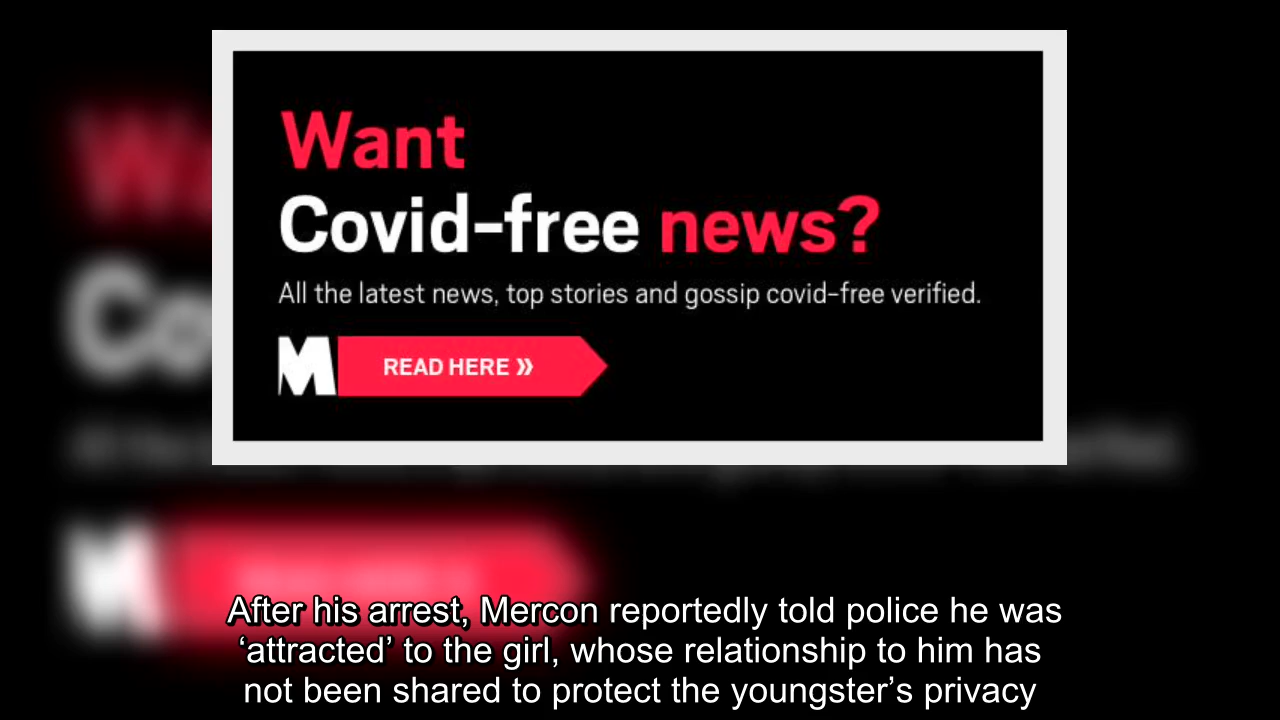 Want
Covid-free news?
All the latest news, top stories and gossip covid-free verified.
M READ HERE »
After his arrest, Mercon reportedly told police he was
‘attracted’ to the girl, whose relationship to him has
not been shared to protect the youngster’s privacy